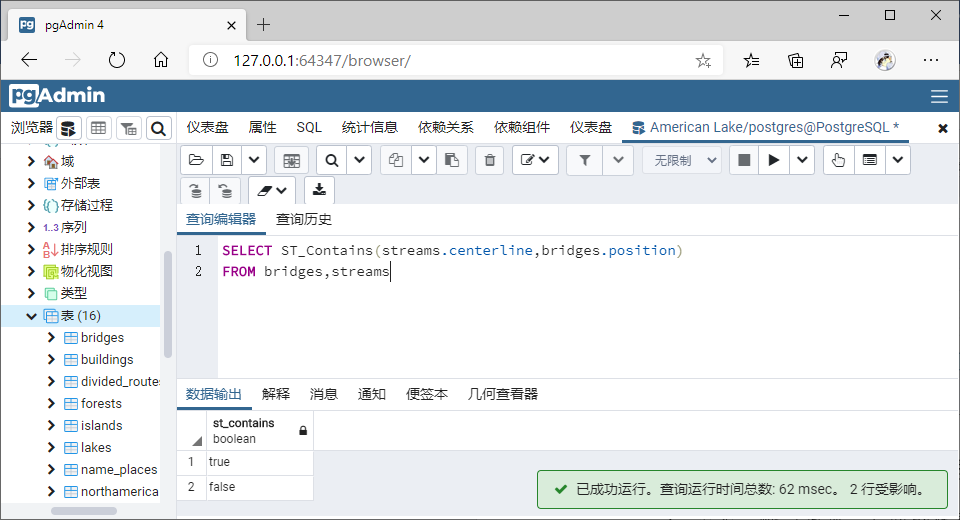 pgAdmin 4
127.0.0.1:64347/browser/
pgAdmin
浏览器
仪表盘 属性 SQL 统计信息 依赖关系 依赖组件 仪表盘 American Lake/postgres@PostgreSQL *
域
外部表
存储过程
1..3 序列
排序规则
物化视图
类型
表 (16)
bridges
buildings
divided_routes
forests
islands
lakes
name_places
northamerica
无限制
查询编辑器 查询历史
1 SELECT ST_Contains(streams.centerline,bridges.position)
2 FROM bridges,streams
数据输出 解释 消息 通知 便签本 几何查看器
st_contains
boolean
1 true
2 false
已成功运行。查询运行时间总数: 62 msec。 2 行受影响。